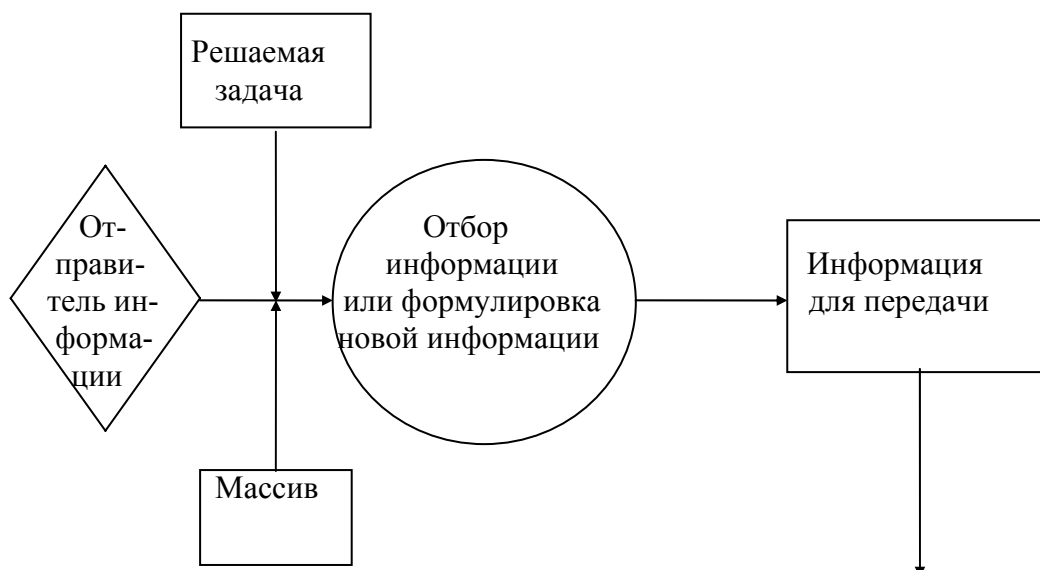 Решаемая
задача
От-
прави-
тель ин-
форма-
ции
Отбор
информации
или формулировка
новой информации
Информация
для передачи
Массив